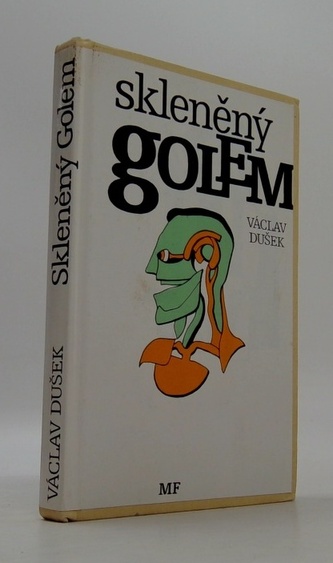 skleněný
gOLEM
VÁCLAV
DUŠEK
MF
VÁCLAV DUŠEK Skleněný Golem